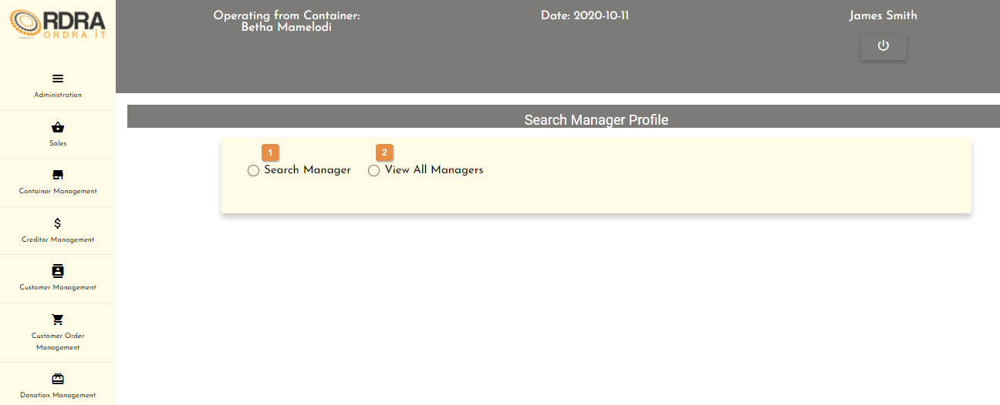 RDRA
ORDRA IT
Operating from Container:
Betha Mamelodi
Date: 2020-10-11
James Smith
Administration
Sales
Container Management
Creditor Management
Customer Management
Customer Order
Management
Donation Management
Search Manager Profile
1
2
Search Manager
View All Managers